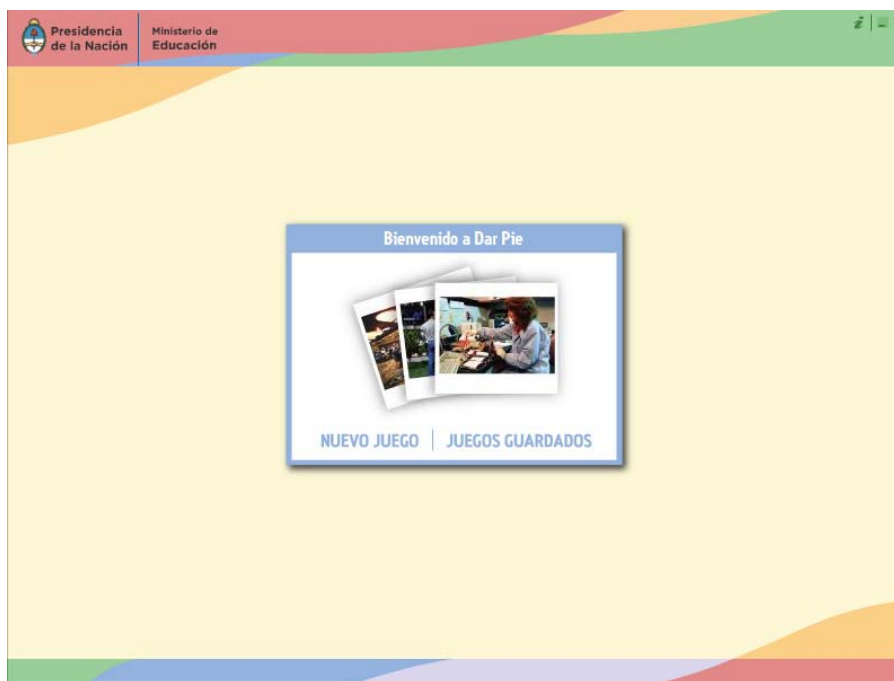 Presidencia
de la Nación
Ministerio de
Educación
i
Bienvenido a Dar Pie
NUEVO JUEGO | JUEGOS GUARDADOS